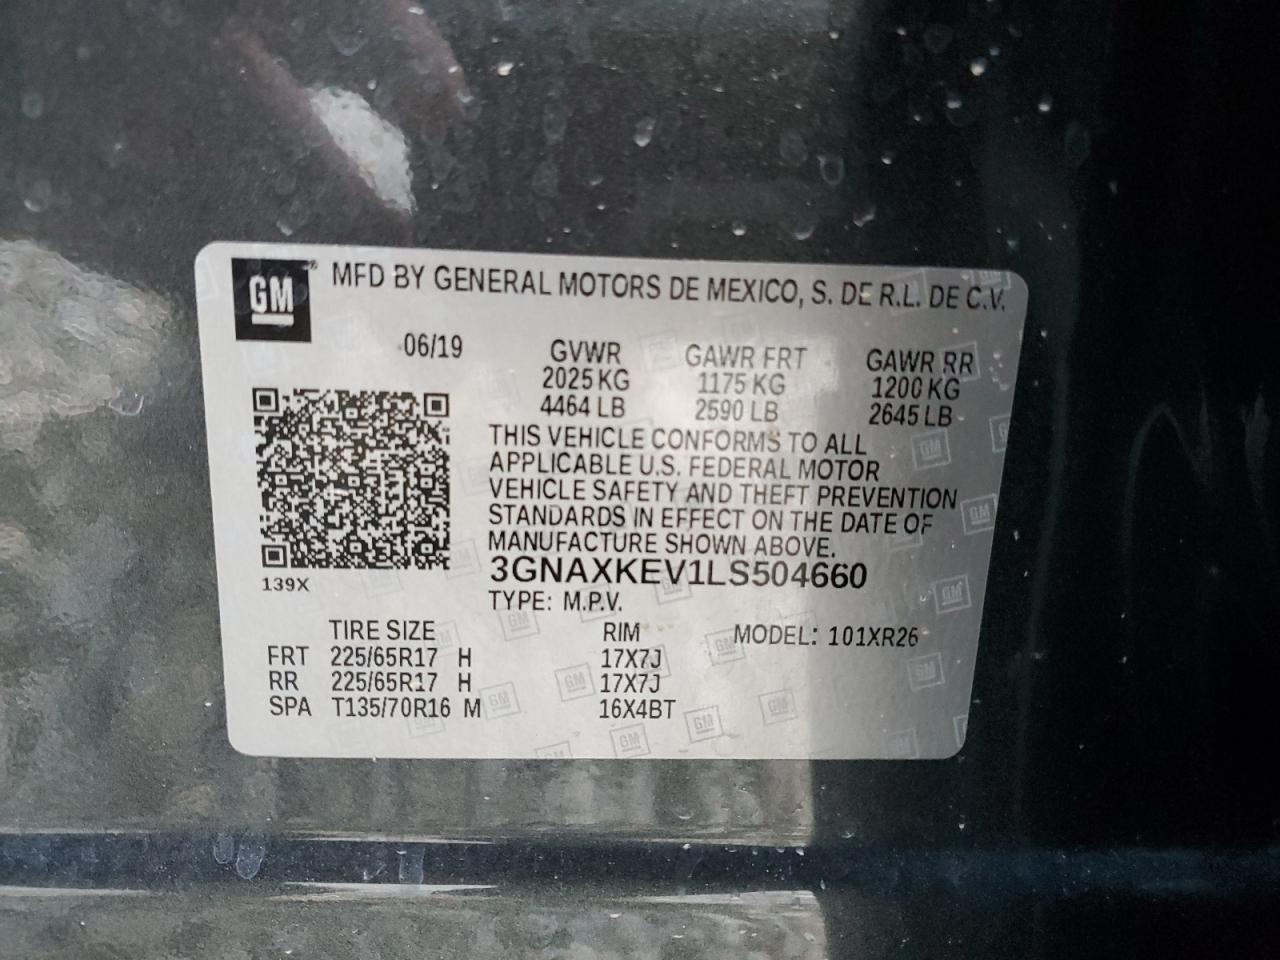 GM® MFD BY GENERAL MOTORS DE MEXICO, S. DE R.L. DE C.V.
06/19 GVWR GAWR FRT GAWR RR
2025 KG 1175 KG 1200 KG
4464 LB 2590 LB 2645 LB
THIS VEHICLE CONFORMS TO ALL
APPLICABLE U.S. FEDERAL MOTOR
VEHICLE SAFETY AND THEFT PREVENTION
STANDARDS IN EFFECT ON THE DATE OF
MANUFACTURE SHOWN ABOVE.
139X 3GNAXKEV1LS504660
TYPE: M.P.V.
TIRE SIZE RIM MODEL: 101XR26
FRT 225/65R17 H 17X7J
RR 225/65R17 H 17X7J
SPA T135/70R16 M 16X4BT